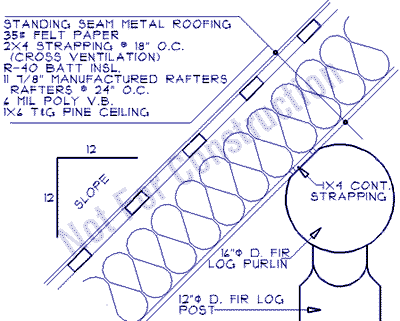 STANDING SEAM METAL ROOFING
35# FELT PAPER
2X4 STRAPPING @ 18" O.C.
(CROSS VENTILATION)
R-40 BATT INSL.
11 7/8" MANUFACTURED RAFTERS
RAFTERS @ 24" O.C.
6 MIL POLY V.B.
1X6 T&G PINE CEILING
12
12
SLOPE
Not For Construction
1X4 CONT.
STRAPPING
16"Φ D. FIR
LOG PURLIN
12"Φ D. FIR LOG
POST